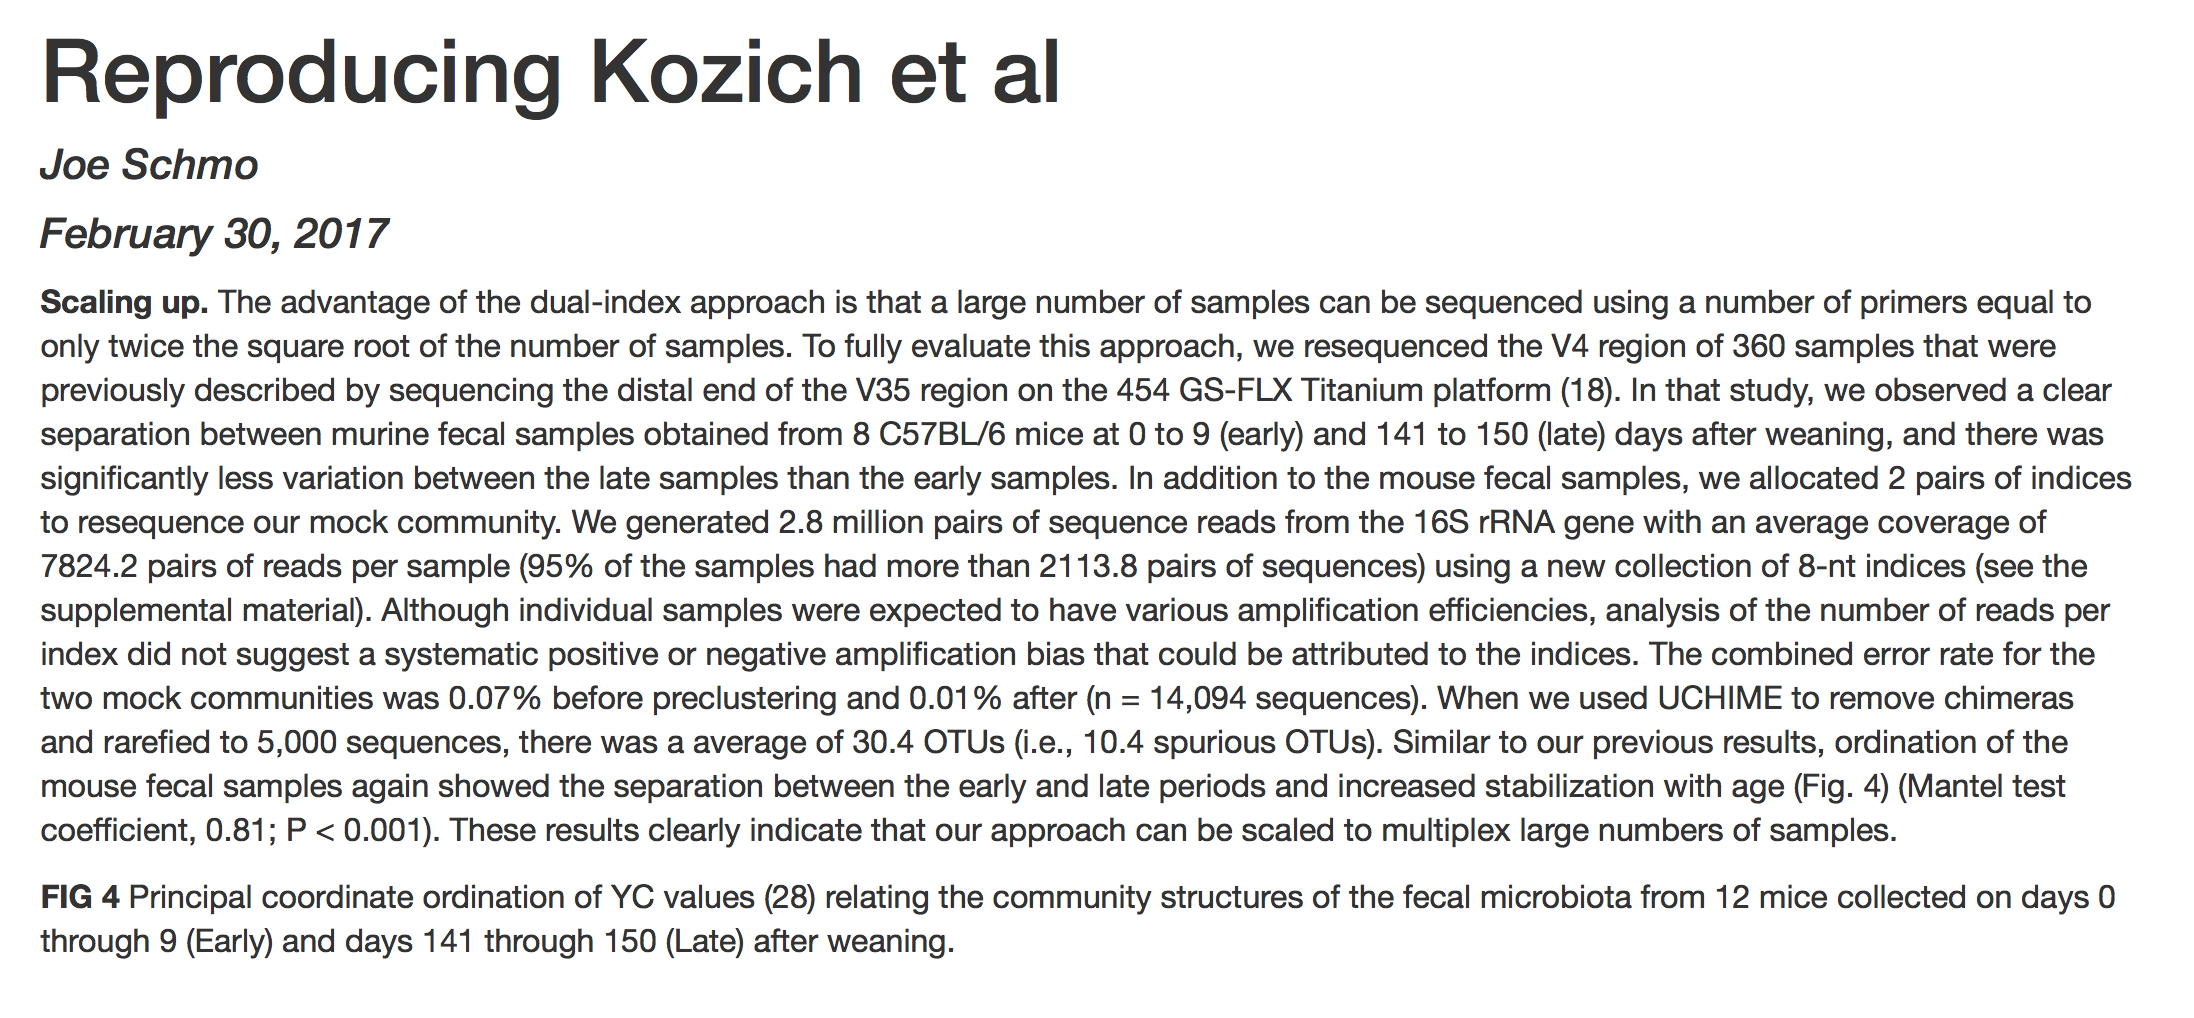 Reproducing Kozich et al
Joe Schmo
February 30, 2017
Scaling up. The advantage of the dual-index approach is that a large number of samples can be sequenced using a number of primers equal to
only twice the square root of the number of samples. To fully evaluate this approach, we resequenced the V4 region of 360 samples that were
previously described by sequencing the distal end of the V35 region on the 454 GS-FLX Titanium platform (18). In that study, we observed a clear
separation between murine fecal samples obtained from 8 C57BL/6 mice at 0 to 9 (early) and 141 to 150 (late) days after weaning, and there was
significantly less variation between the late samples than the early samples. In addition to the mouse fecal samples, we allocated 2 pairs of indices
to resequence our mock community. We generated 2.8 million pairs of sequence reads from the 16S rRNA gene with an average coverage of
7824.2 pairs of reads per sample (95% of the samples had more than 2113.8 pairs of sequences) using a new collection of 8-nt indices (see the
supplemental material). Although individual samples were expected to have various amplification efficiencies, analysis of the number of reads per
index did not suggest a systematic positive or negative amplification bias that could be attributed to the indices. The combined error rate for the
two mock communities was 0.07% before preclustering and 0.01% after (n = 14,094 sequences). When we used UCHIME to remove chimeras
and rarefied to 5,000 sequences, there was a average of 30.4 OTUs (i.e., 10.4 spurious OTUs). Similar to our previous results, ordination of the
mouse fecal samples again showed the separation between the early and late periods and increased stabilization with age (Fig. 4) (Mantel test
coefficient, 0.81; P < 0.001). These results clearly indicate that our approach can be scaled to multiplex large numbers of samples.
FIG 4 Principal coordinate ordination of YC values (28) relating the community structures of the fecal microbiota from 12 mice collected on days 0
through 9 (Early) and days 141 through 150 (Late) after weaning.